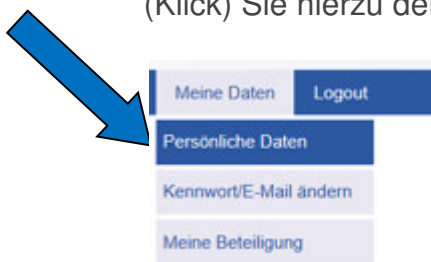 (Klick) Sie hierzu
Meine Daten Logout
Persönliche Daten
Kennwort/E-Mail ändern
Meine Beteiligung